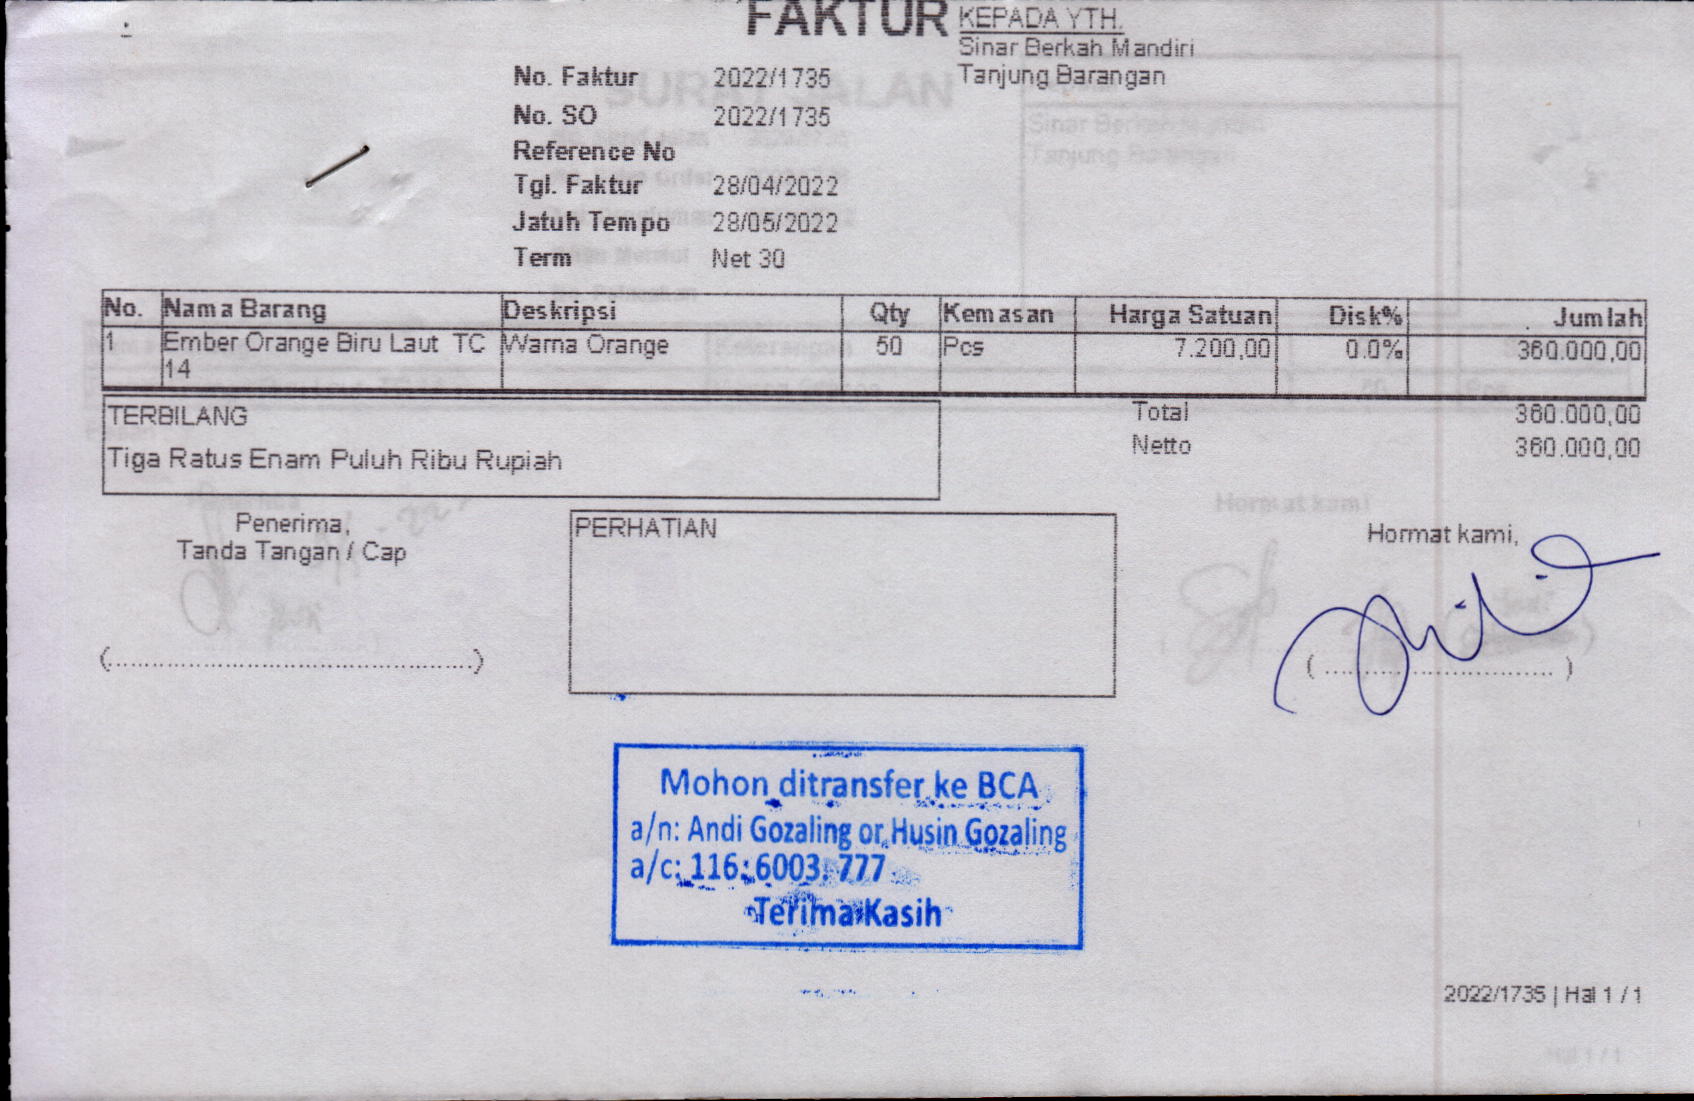 FAKTUR
KEPADA YTH.
Sinar Berkah Mandiri
Tanjung Barangan
No. Faktur 2022/1735
No. SO 2022/1735
Reference No
Tgl. Faktur 28/04/2022
Jatuh Tempo 28/05/2022
Term Net 30
No. Nama Barang Deskripsi Qty Kemasan Harga Satuan Disk% Jumlah
1 Ember Orange Biru Laut TC Warna Orange 50 Pcs 7.200,00 0.0% 360.000,00
14
TERBILANG
Tiga Ratus Enam Puluh Ribu Rupiah
Total 360.000,00
Netto 360.000,00
Penerima,
Tanda Tangan / Cap
(..........................................)
PERHATIAN
Hormat kami,
(..............................)
Mohon ditransfer ke BCA
a/n: Andi Gozaling or Husin Gozaling
a/c: 116. 6003. 777
Terima Kasih
2022/1735 | Hal 1 / 1